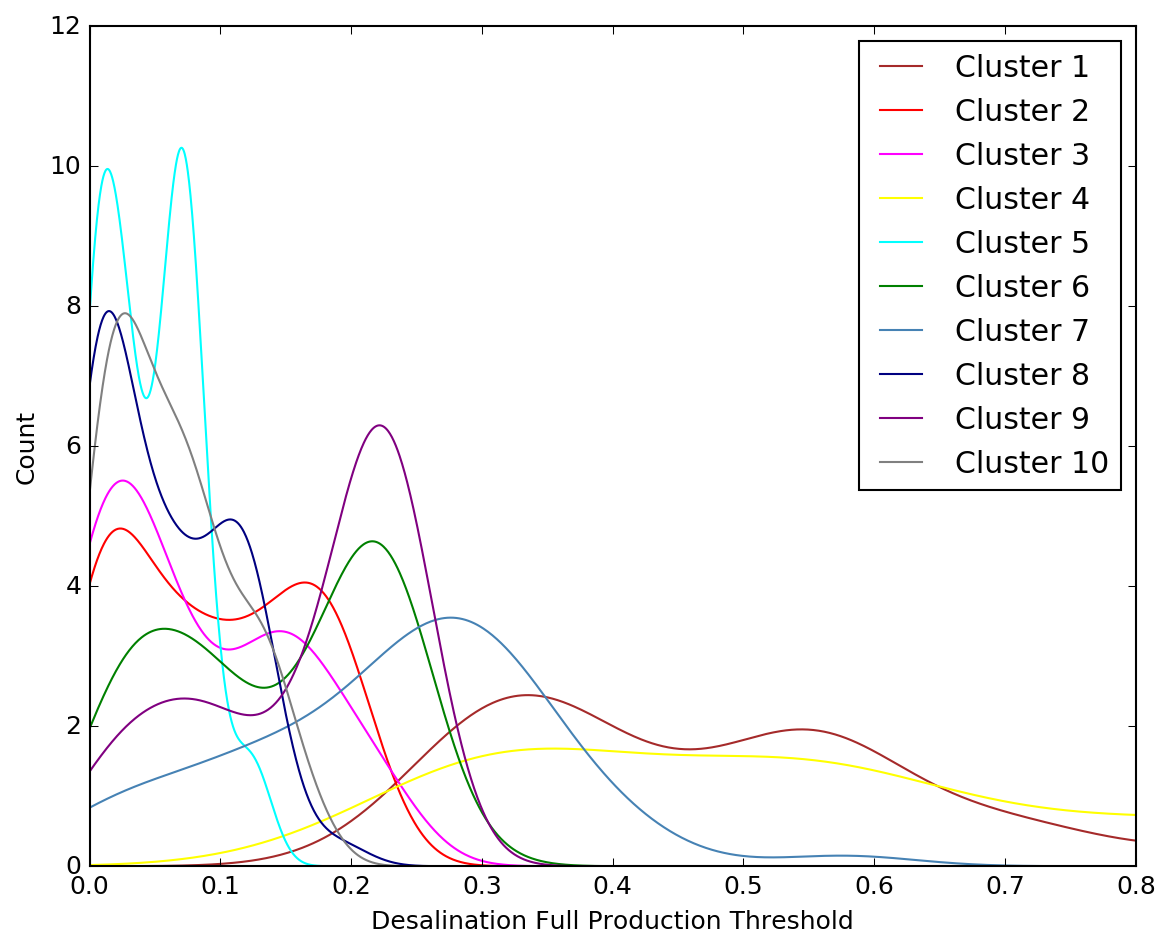 12
10
8
6
4
2
0
Count
0.0 0.1 0.2 0.3 0.4 0.5 0.6 0.7 0.8
Desalination Full Production Threshold
Cluster 1
Cluster 2
Cluster 3
Cluster 4
Cluster 5
Cluster 6
Cluster 7
Cluster 8
Cluster 9
Cluster 10